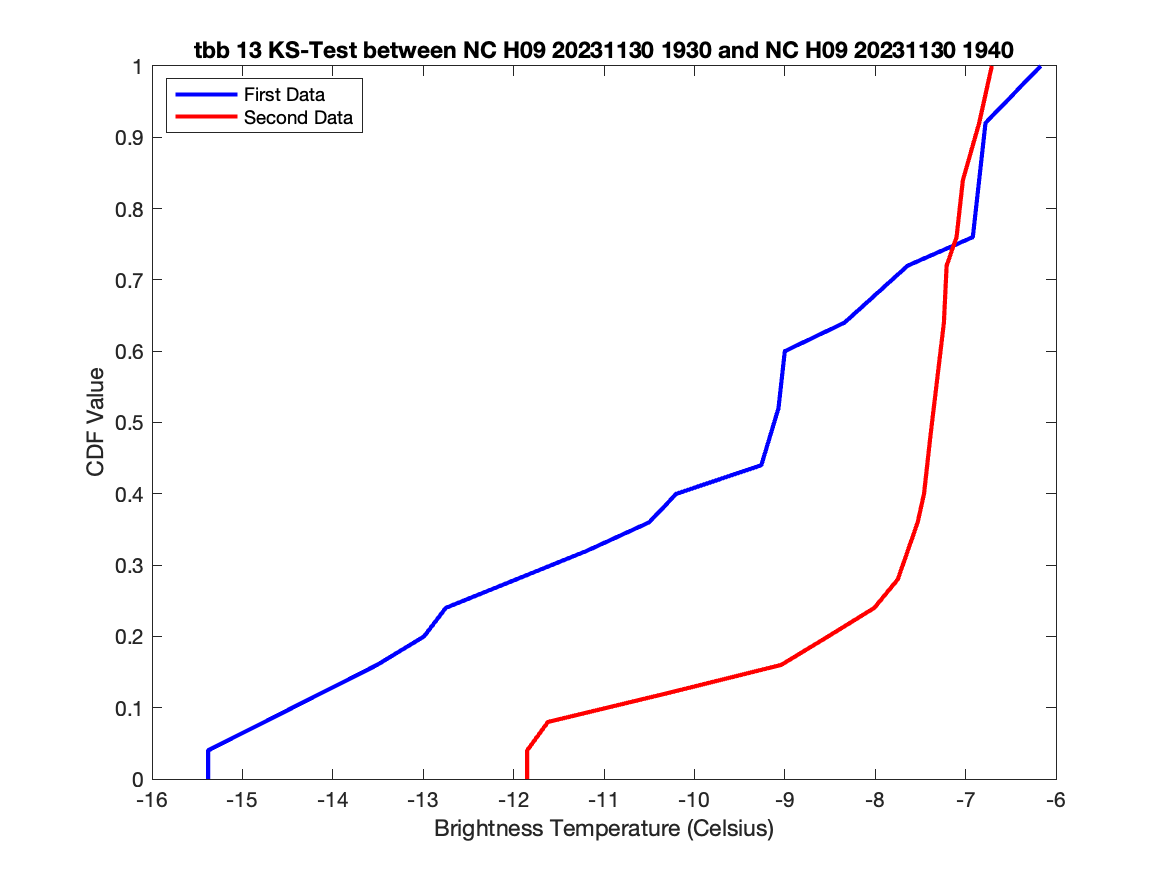 tbb 13 KS-Test between NC H09 20231130 1930 and NC H09 20231130 1940
First Data
Second Data
1
0.9
0.8
0.7
0.6
0.5
0.4
0.3
0.2
0.1
0
CDF Value
-16 -15 -14 -13 -12 -11 -10 -9 -8 -7 -6
Brightness Temperature (Celsius)